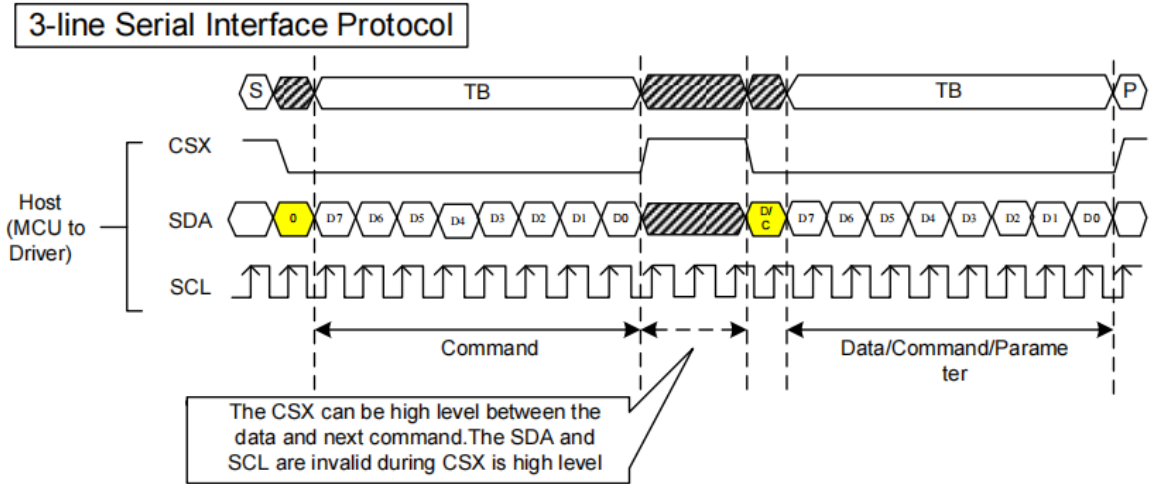 3-line Serial Interface Protocol
S TB TB P
CSX
Host
(MCU to
Driver)
SDA 0 D7 D6 D5 D4 D3 D2 D1 D0 D/C D7 D6 D5 D4 D3 D2 D1 D0
SCL
Command
Data/Command/Parame
ter
The CSX can be high level between the
data and next command.The SDA and
SCL are invalid during CSX is high level